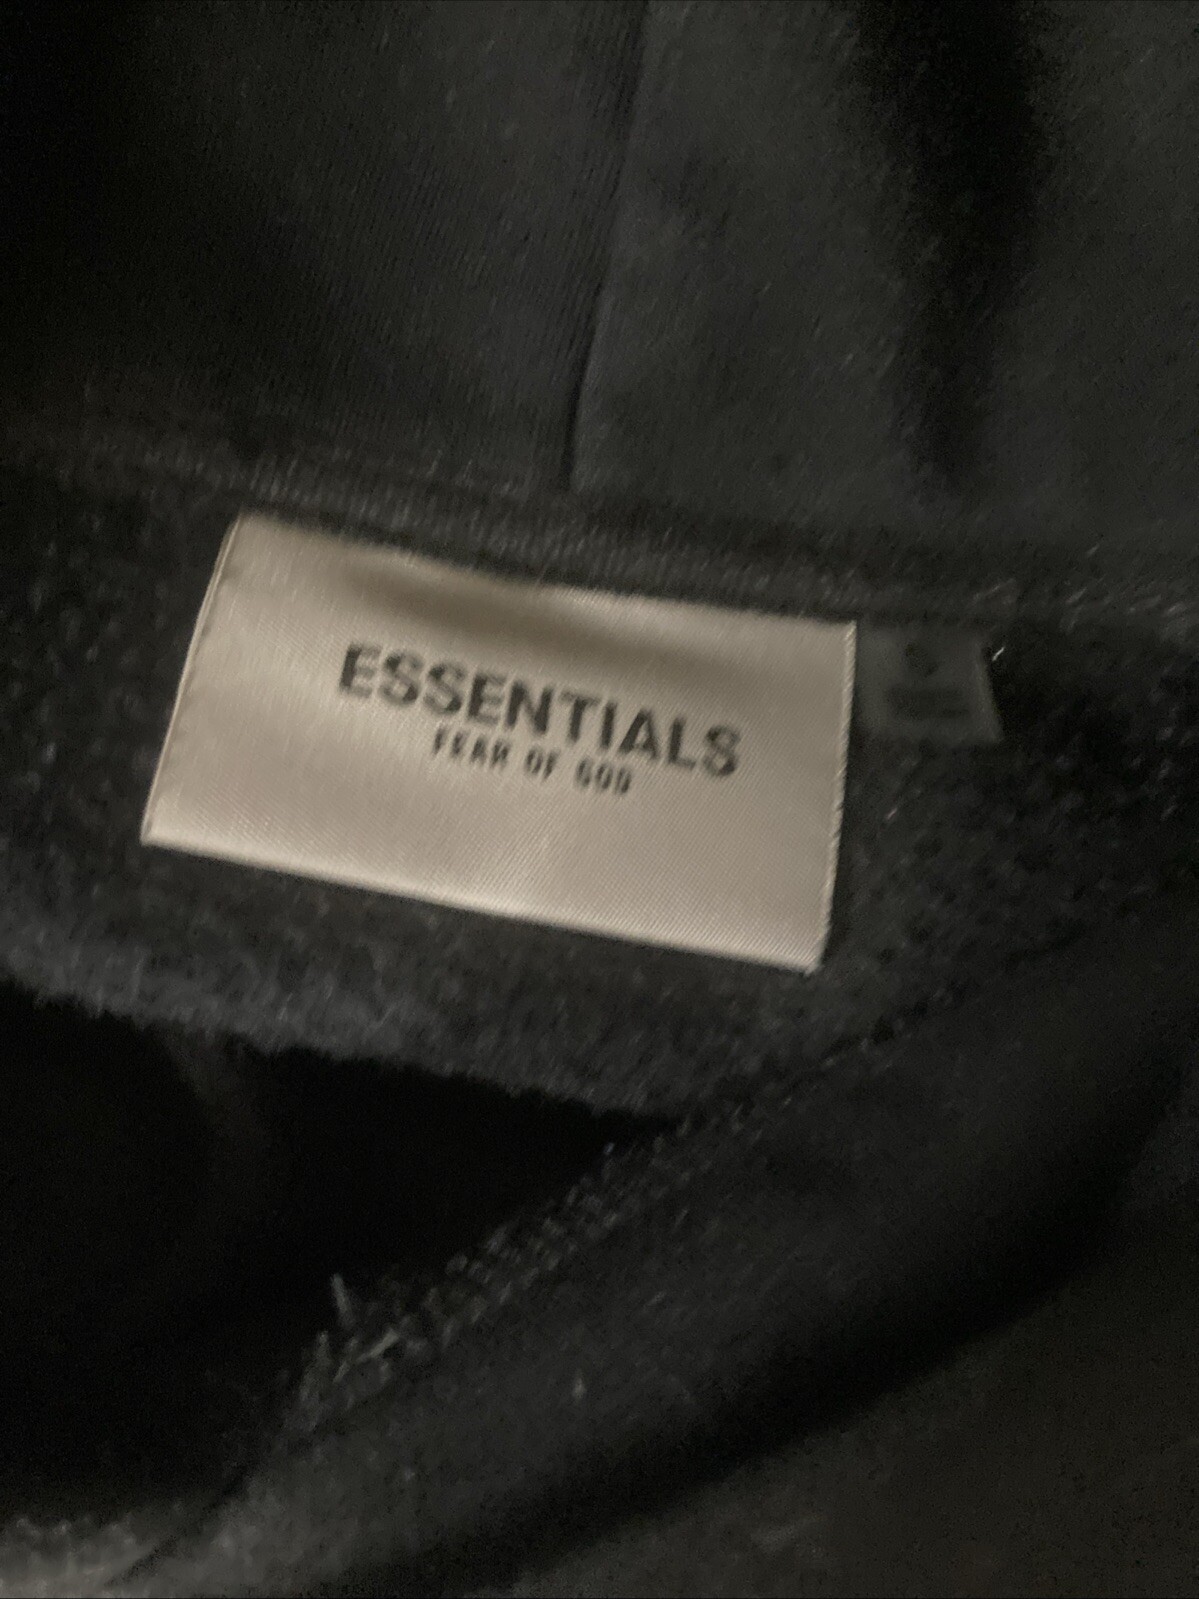 ESSENTIALS
FEAR OF GOD
S